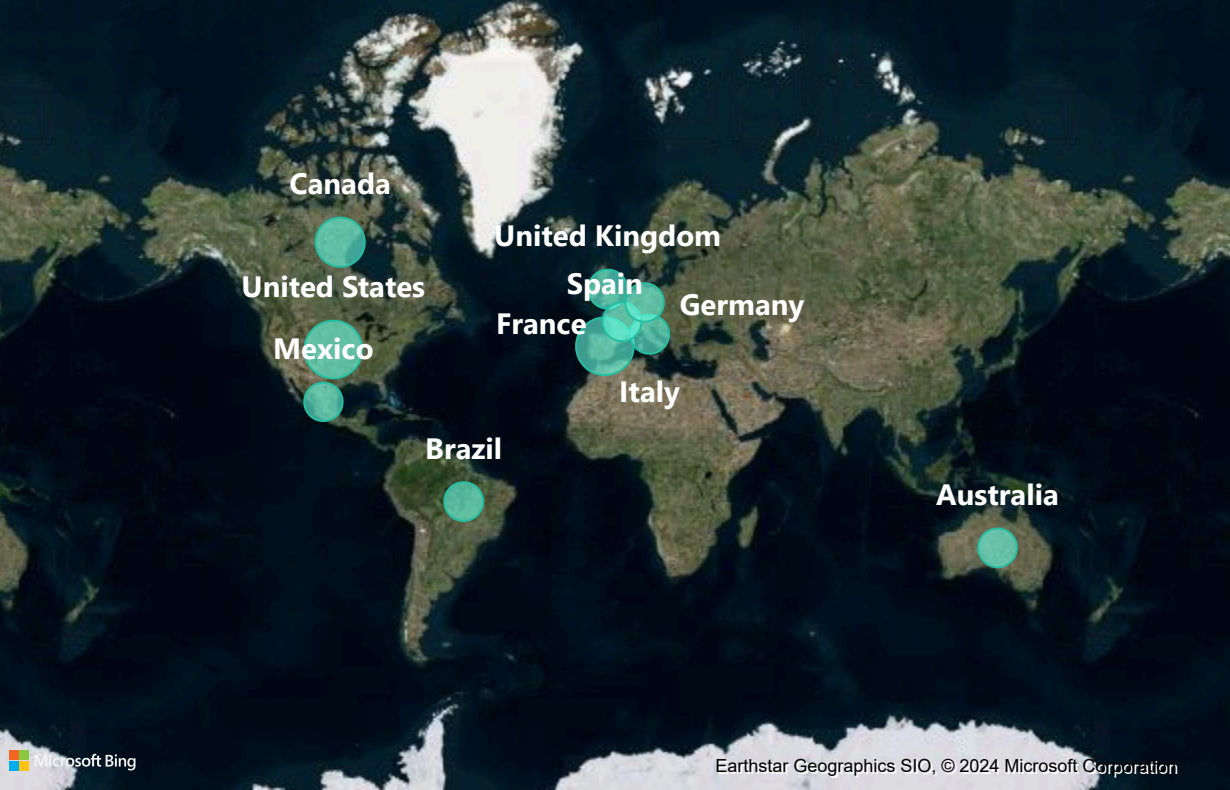 Canada
United Kingdom
United States
Spain
Germany
France
Mexico
Italy
Brazil
Australia
Microsoft Bing
Earthstar Geographics SIO, © 2024 Microsoft Corporation